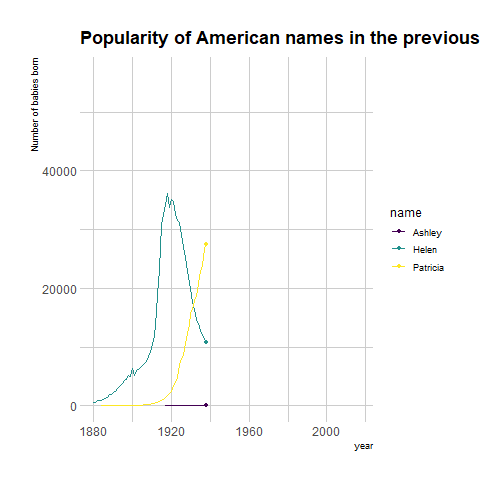 Popularity of American names in the previous
Number of babies born
40000
20000
0
1880 1920 1960 2000
year
name
Ashley
Helen
Patricia